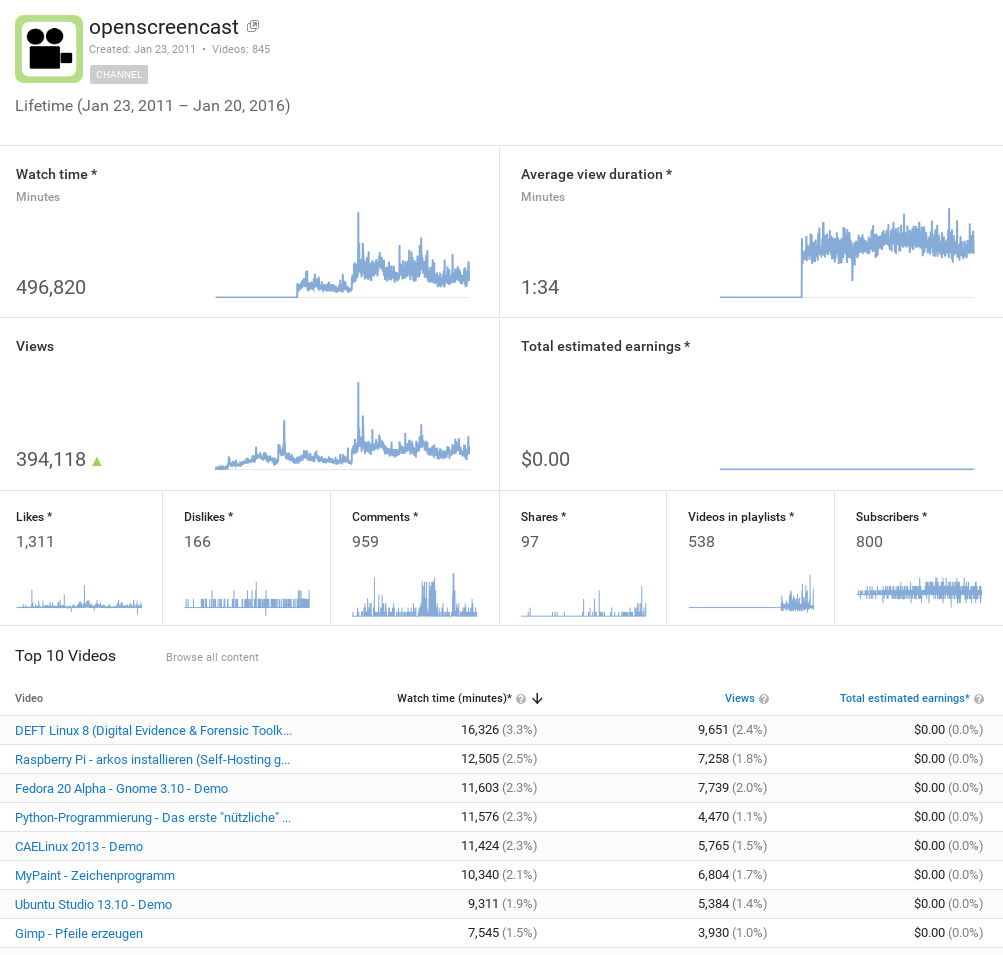 openscreencast
Created: Jan 23, 2011 • Videos: 845
CHANNEL
Lifetime (Jan 23, 2011 – Jan 20, 2016)
Watch time *
Minutes
496,820
Average view duration *
Minutes
1:34
Views
394,118
Total estimated earnings *
$0.00
Likes *
1,311
Dislikes *
166
Comments *
959
Shares *
97
Videos in playlists *
538
Subscribers *
800
Top 10 Videos Browse all content
Video Watch time (minutes)* ? Views ? Total estimated earnings* ?
DEFT Linux 8 (Digital Evidence & Forensic Toolk... 16,326 (3.3%) 9,651 (2.4%) $0.00 (0.0%)
Raspberry Pi - arkos installieren (Self-Hosting g... 12,505 (2.5%) 7,258 (1.8%) $0.00 (0.0%)
Fedora 20 Alpha - Gnome 3.10 - Demo 11,603 (2.3%) 7,739 (2.0%) $0.00 (0.0%)
Python-Programmierung - Das erste "nützliche" ... 11,576 (2.3%) 4,470 (1.1%) $0.00 (0.0%)
CAELinux 2013 - Demo 11,424 (2.3%) 5,765 (1.5%) $0.00 (0.0%)
MyPaint - Zeichenprogramm 10,340 (2.1%) 6,804 (1.7%) $0.00 (0.0%)
Ubuntu Studio 13.10 - Demo 9,311 (1.9%) 5,384 (1.4%) $0.00 (0.0%)
Gimp - Pfeile erzeugen 7,545 (1.5%) 3,930 (1.0%) $0.00 (0.0%)